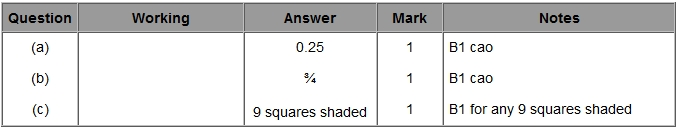 Question Working Answer Mark Notes
(a) 0.25 1 B1 cao
(b) ¾ 1 B1 cao
(c) 9 squares shaded 1 B1 for any 9 squares shaded